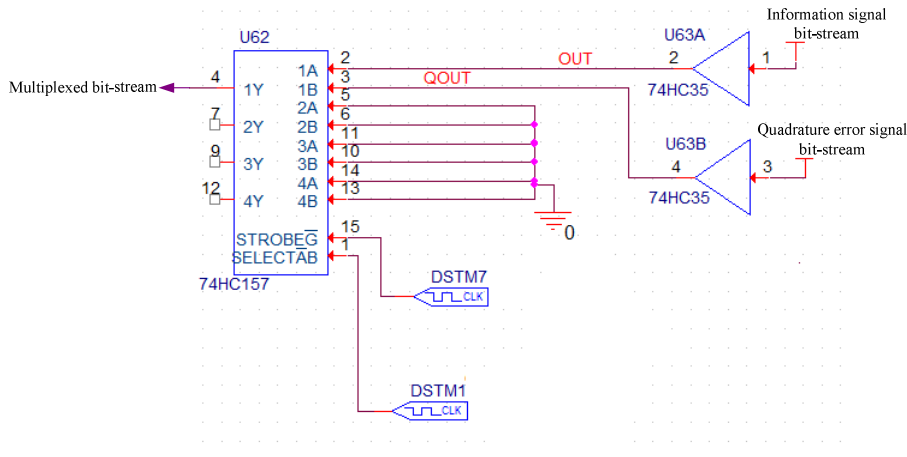 Information signal
bit-stream
U62
U63A
2
OUT
2
1
4
1A
3
QOUT
74HC35
Multiplexed bit-stream
1Y
1B
5
7
2A
6
2Y
2B
11
Quadrature error signal
bit-stream
9
3A
10
U63B
3Y
3B
14
4
3
12
4A
13
4Y
4B
74HC35
15
0
STROBEG
1
SELECTAB
74HC157
DSTM7
CLK
DSTM1
CLK